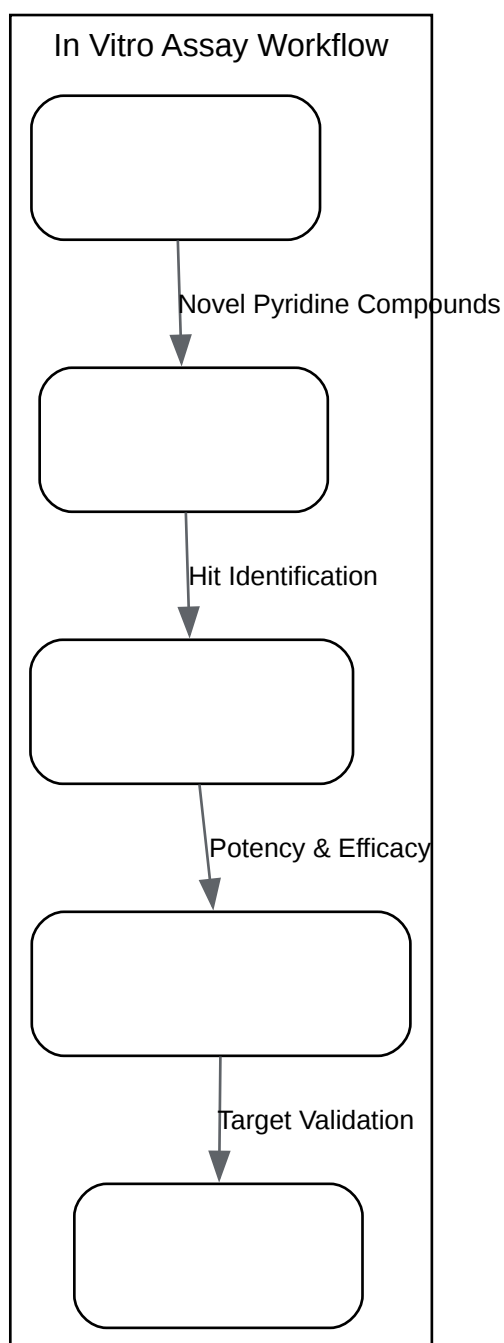 In Vitro Assay Workflow
Novel Pyridine Compounds
Hit Identification
Potency & Efficacy
Target Validation